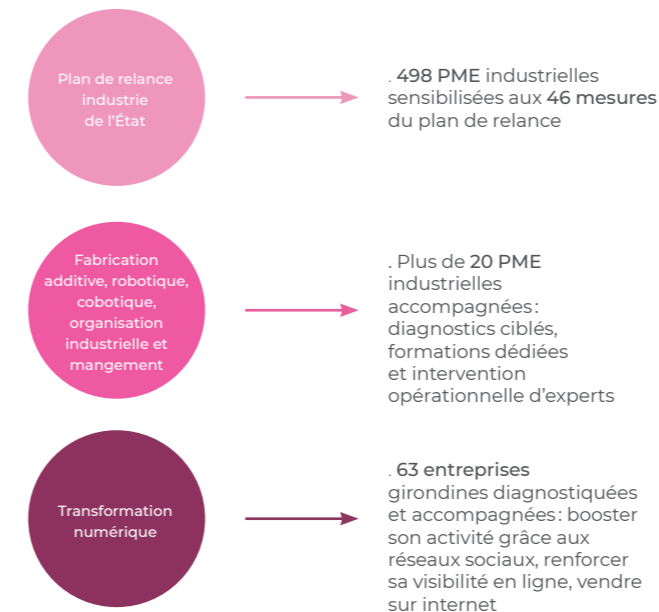 Plan de relance
industrie
de l'État
. 498 PME industrielles
sensibilisées aux 46 mesures
du plan de relance
Fabrication
additive, robotique,
cobotique,
organisation
industrielle et
mangement
. Plus de 20 PME
industrielles
accompagnées :
diagnostics ciblés,
formations dédiées
et intervention
opérationnelle d'experts
Transformation
numérique
. 63 entreprises
girondines diagnostiquées
et accompagnées : booster
son activité grâce aux
réseaux sociaux, renforcer
sa visibilité en ligne, vendre
sur internet